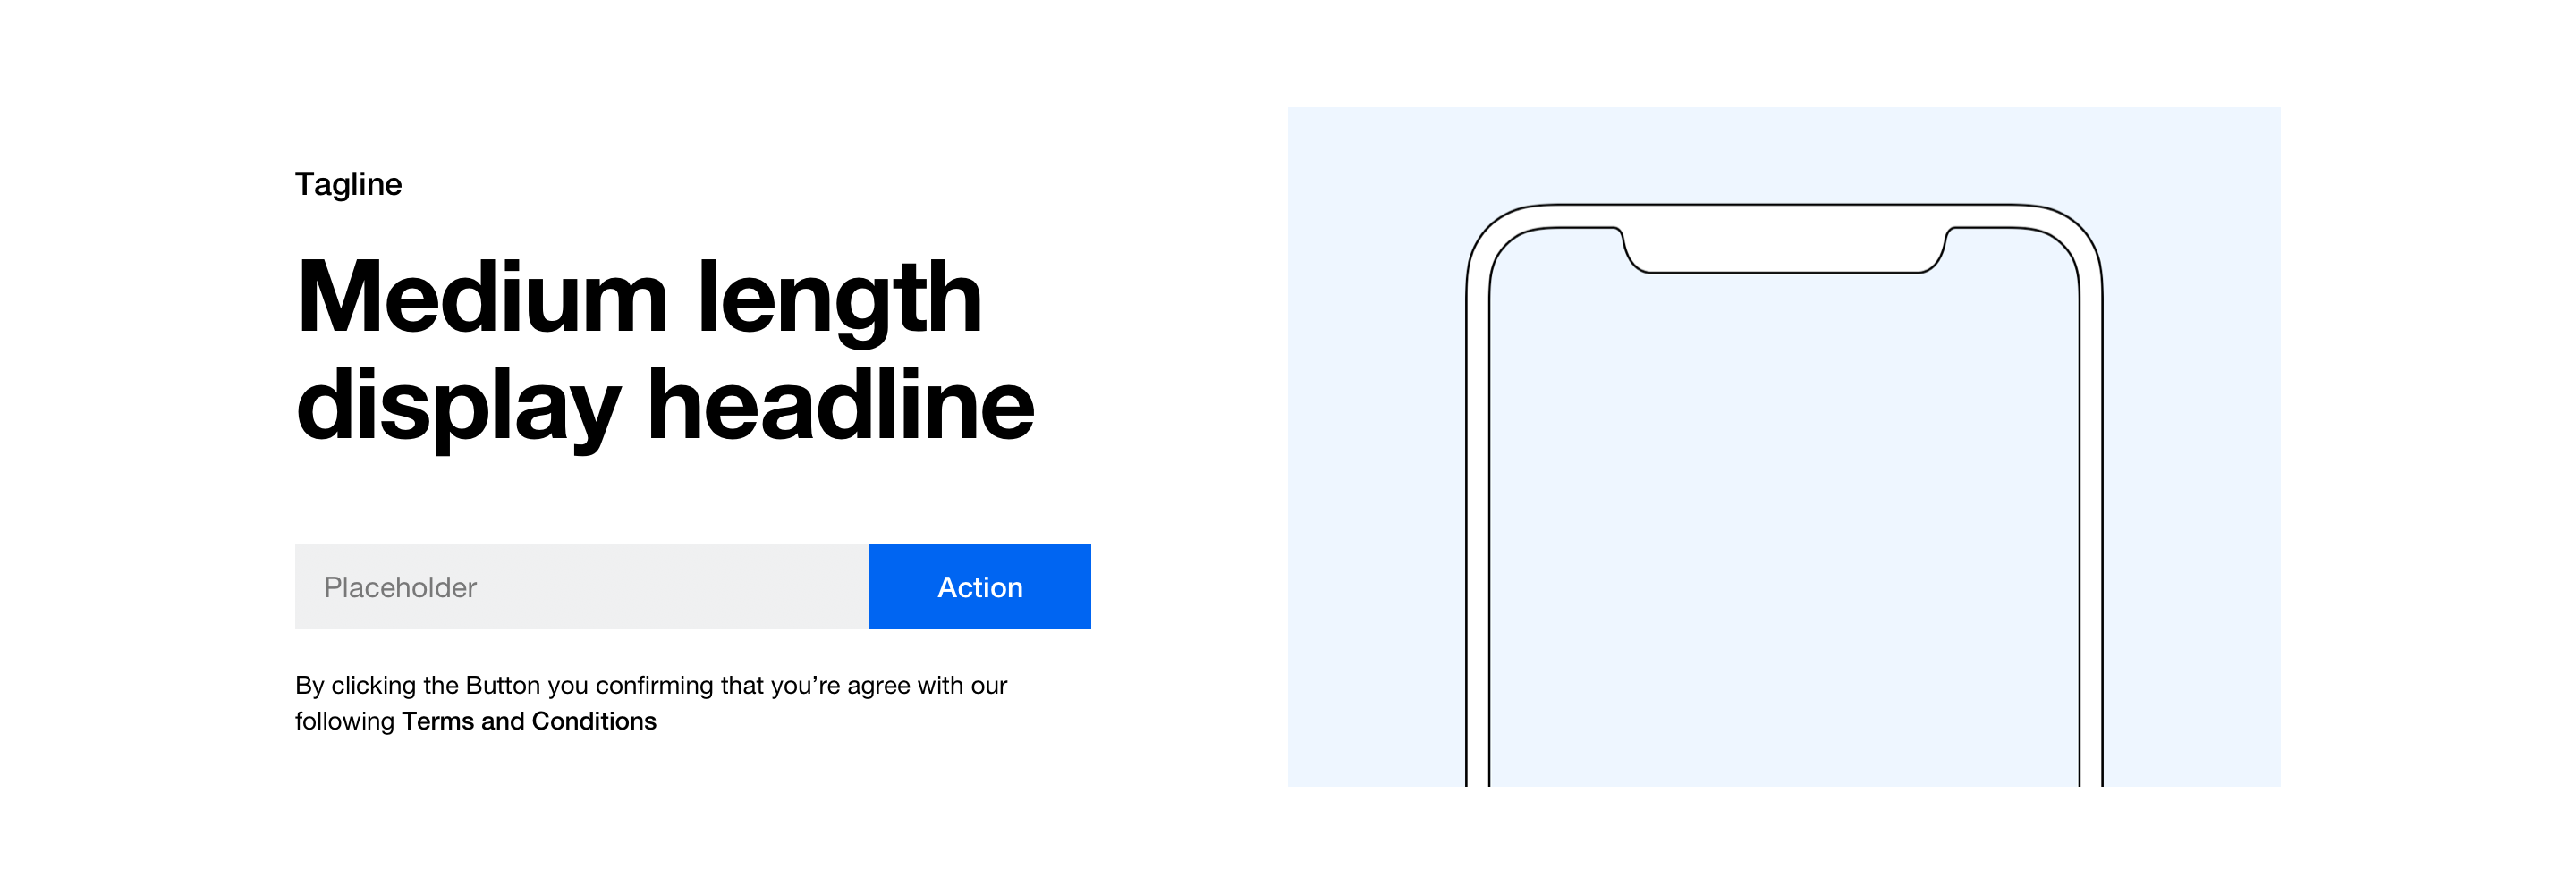 Tagline
Medium length
display headline
Placeholder
Action
By clicking the Button you confirming that you’re agree with our
following Terms and Conditions